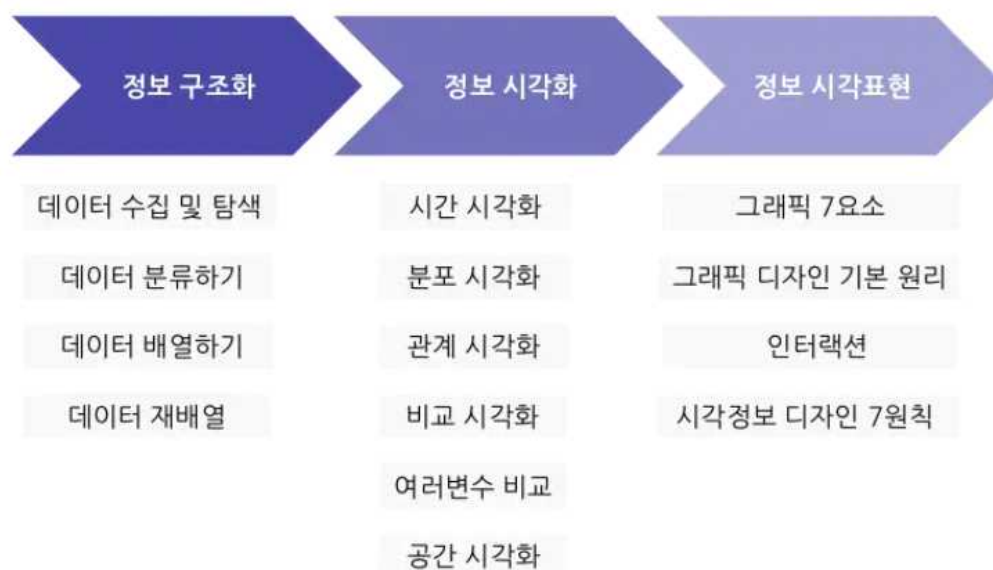 정보 구조화
정보 시각화
정보 시각표현
데이터 수집 및 탐색
데이터 분류하기
데이터 배열하기
데이터 재배열
시간 시각화
분포 시각화
관계 시각화
비교 시각화
여러변수 비교
공간 시각화
그래픽 7요소
그래픽 디자인 기본 원리
인터랙션
시각정보 디자인 7원칙